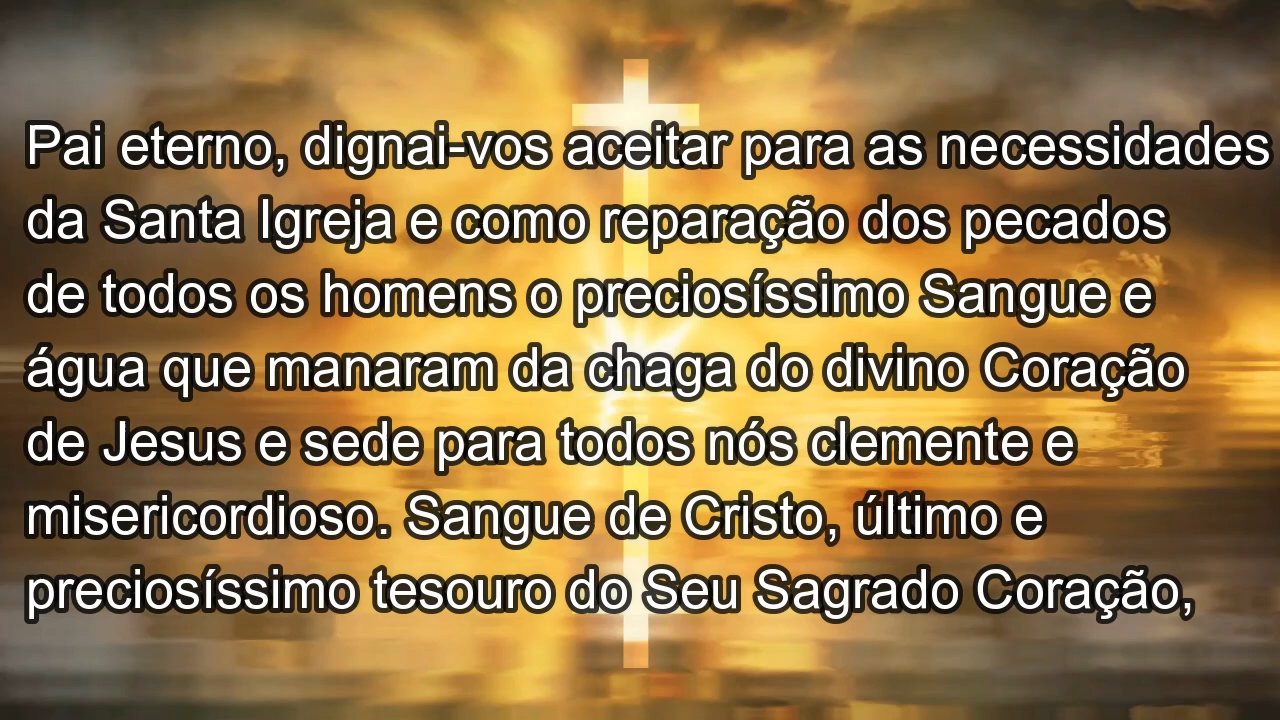 Pai eterno, dignai-vos aceitar para as necessidades
da Santa Igreja e como reparação dos pecados
de todos os homens o preciosíssimo Sangue e
água que manaram da chaga do divino Coração
de Jesus e sede para todos nós clemente e
misericordioso. Sangue de Cristo, último e
preciosíssimo tesouro do Seu Sagrado Coração,